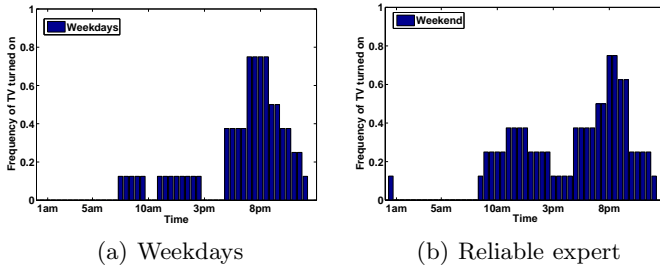 Weekdays
Frequency of TV turned on
1
0.8
0.6
0.4
0.2
0
1am 5am 10am 3pm 8pm
Time
(a) Weekdays
Weekend
Frequency of TV turned on
1
0.8
0.6
0.4
0.2
0
1am 5am 10am 3pm 8pm
Time
(b) Reliable expert